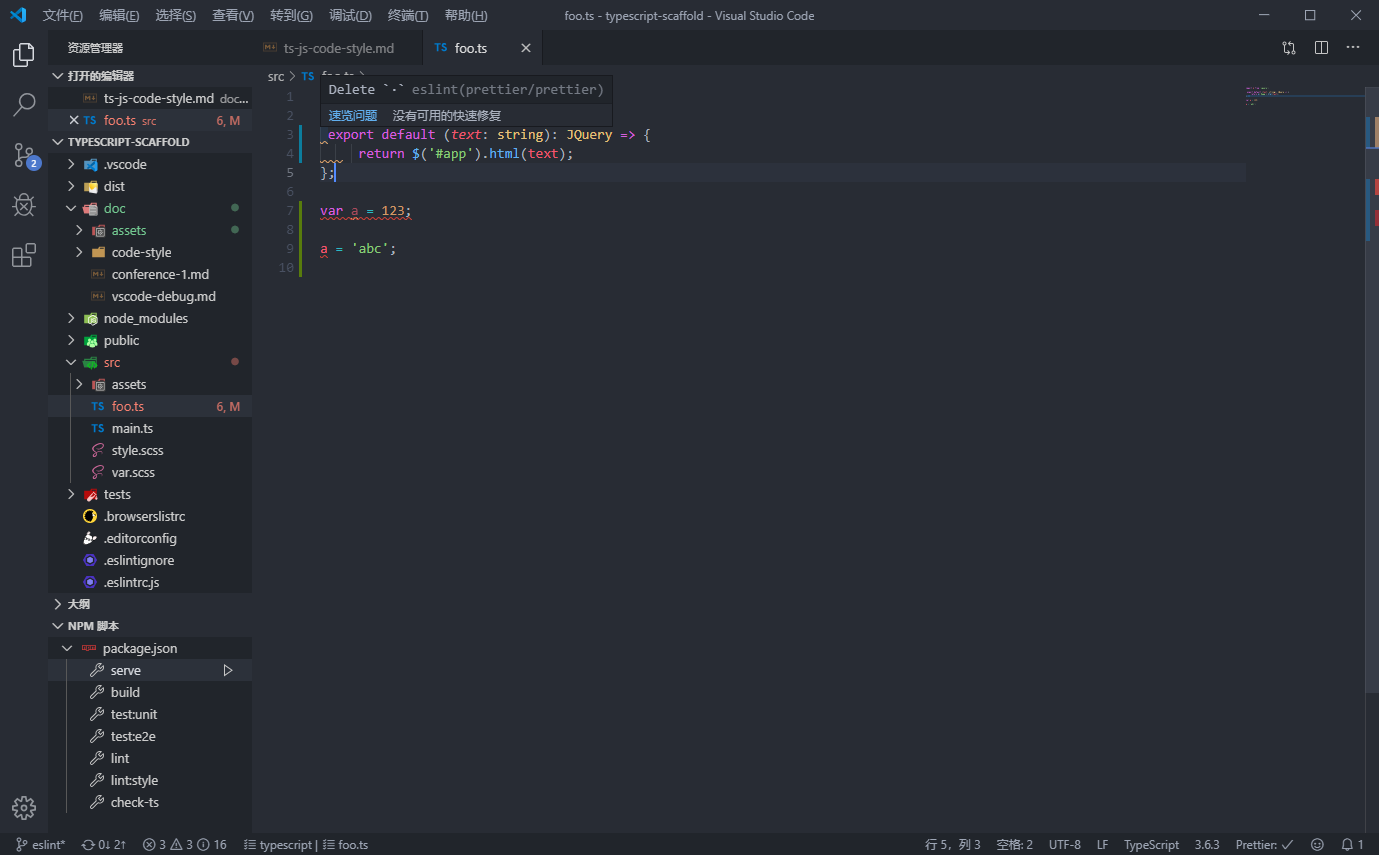 文件(F) 编辑(E) 选择(S) 查看(V) 转到(G) 调试(D) 终端(T) 帮助(H) foo.ts - typescript-scaffold - Visual Studio Code
资源管理器
ts-js-code-style.md
TS foo.ts
打开的编辑器
ts-js-code-style.md doc...
TS foo.ts src 6, M
TYPESCRIPT-SCAFFOLD
.vscode
dist
doc
assets
code-style
conference-1.md
vscode-debug.md
node_modules
public
src
assets
TS foo.ts 6, M
TS main.ts
style.scss
var.scss
tests
.browserslistrc
.editorconfig
.eslintignore
.eslintrc.js
大纲
NPM 脚本
package.json
serve
build
test:unit
test:e2e
lint
lint:style
check-ts
2
src TS
Delete `·` eslint(prettier/prettier)
速览问题 没有可用的快速修复
1
2
3 export default (text: string): JQuery => {
4 return $('#app').html(text);
5 };
6
7 var a = 123;
8
9 a = 'abc';
10
eslint* 0↓ 2↑ 3 3 16 typescript | foo.ts 行 5，列 3 空格: 2 UTF-8 LF TypeScript 3.6.3 Prettier: ✓ 1